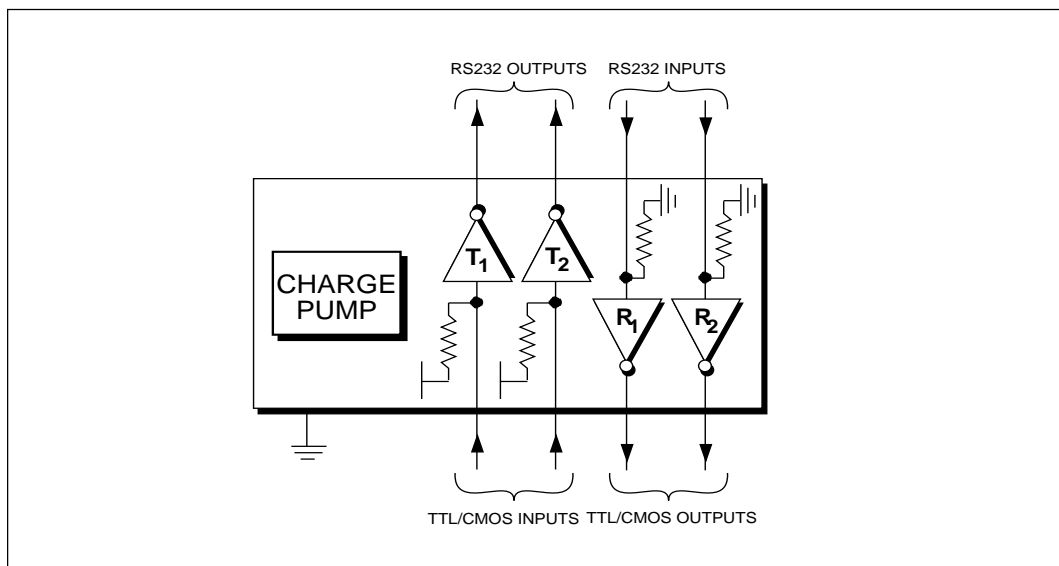 RS232 OUTPUTS
RS232 INPUTS
T1
T2
CHARGE
PUMP
R1
R2
TTL/CMOS INPUTS
TTL/CMOS OUTPUTS